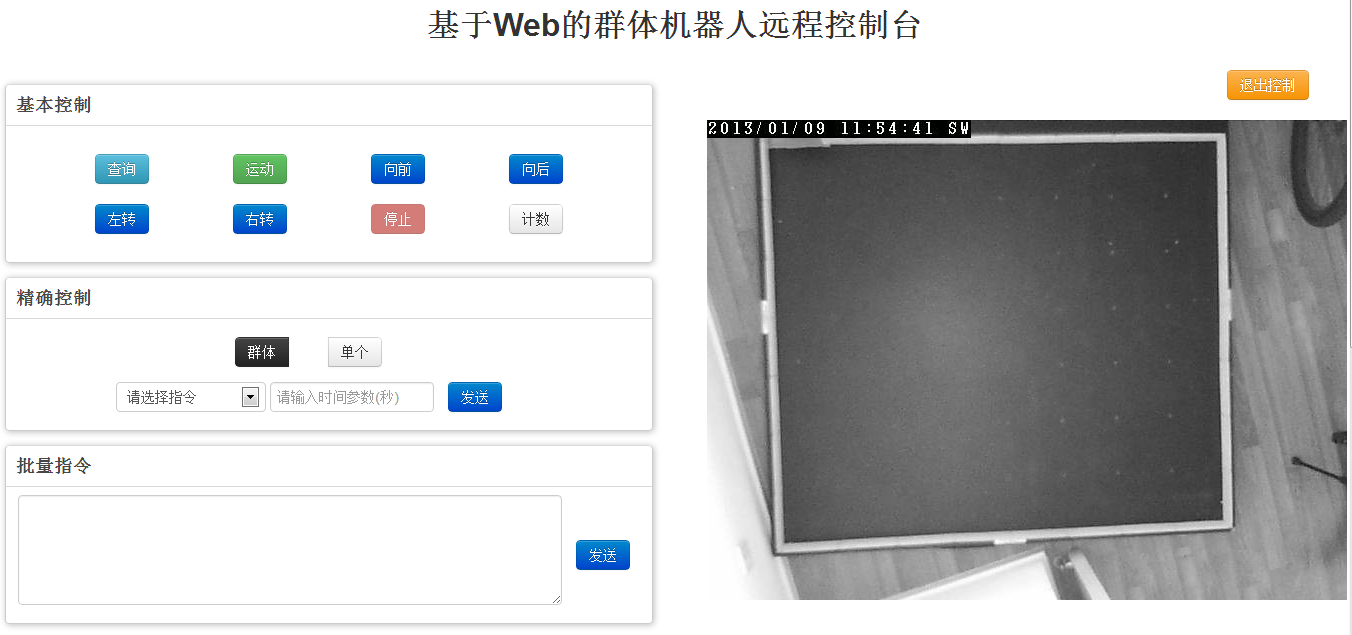 基于Web的群体机器人远程控制台
退出控制
基本控制
查询 运动 向前 向后
左转 右转 停止 计数
精确控制
群体 单个
请选择指令 请输入时间参数(秒) 发送
批量指令
发送
2013/01/09 11:54:41 SW